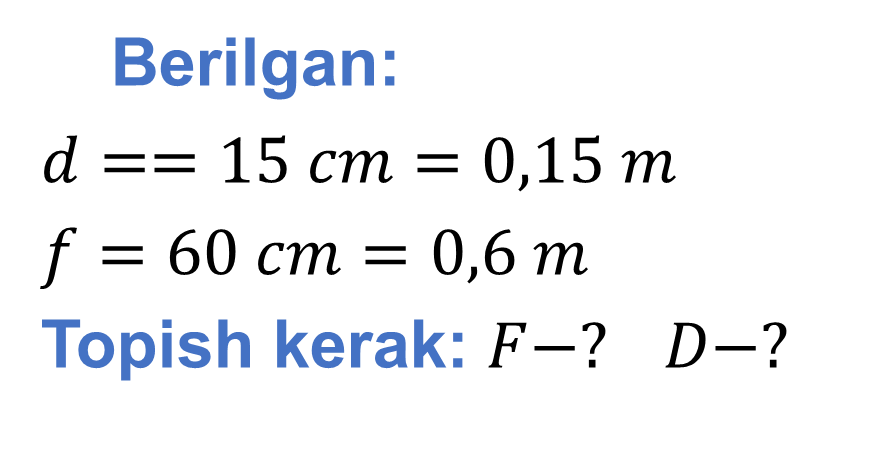 Berilgan:
d == 15 cm = 0,15 m
f = 60 cm = 0,6 m
Topish kerak: F−? D−?